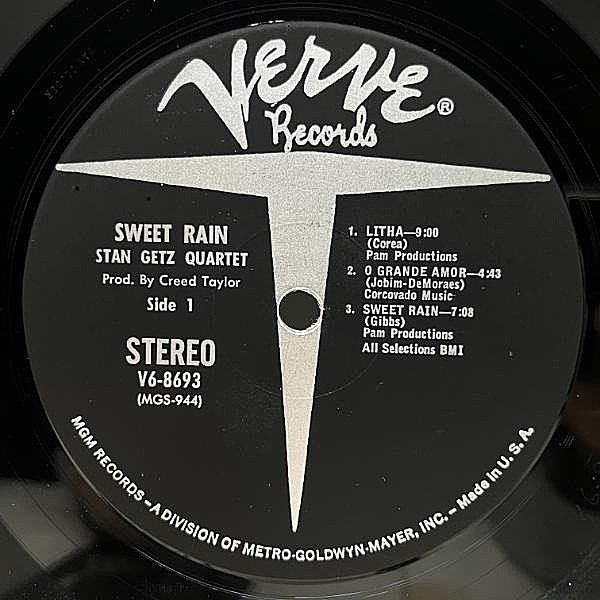 VERVE®
Records
SWEET RAIN
STAN GETZ QUARTET
Prod. By Creed Taylor
Side 1
STEREO
V6-8693
(MGS-944)
1. LITHA—9:00
(Corea)
Pam Productions
2. O GRANDE AMOR—4:43
(Jobim-DeMoraes)
Corcovado Music
3. SWEET RAIN—7:08
(Gibbs)
Pam Productions
All Selections BMI
MGM RECORDS – A DIVISION OF METRO-GOLDWYN-MAYER, INC. – Made in U. S. A.